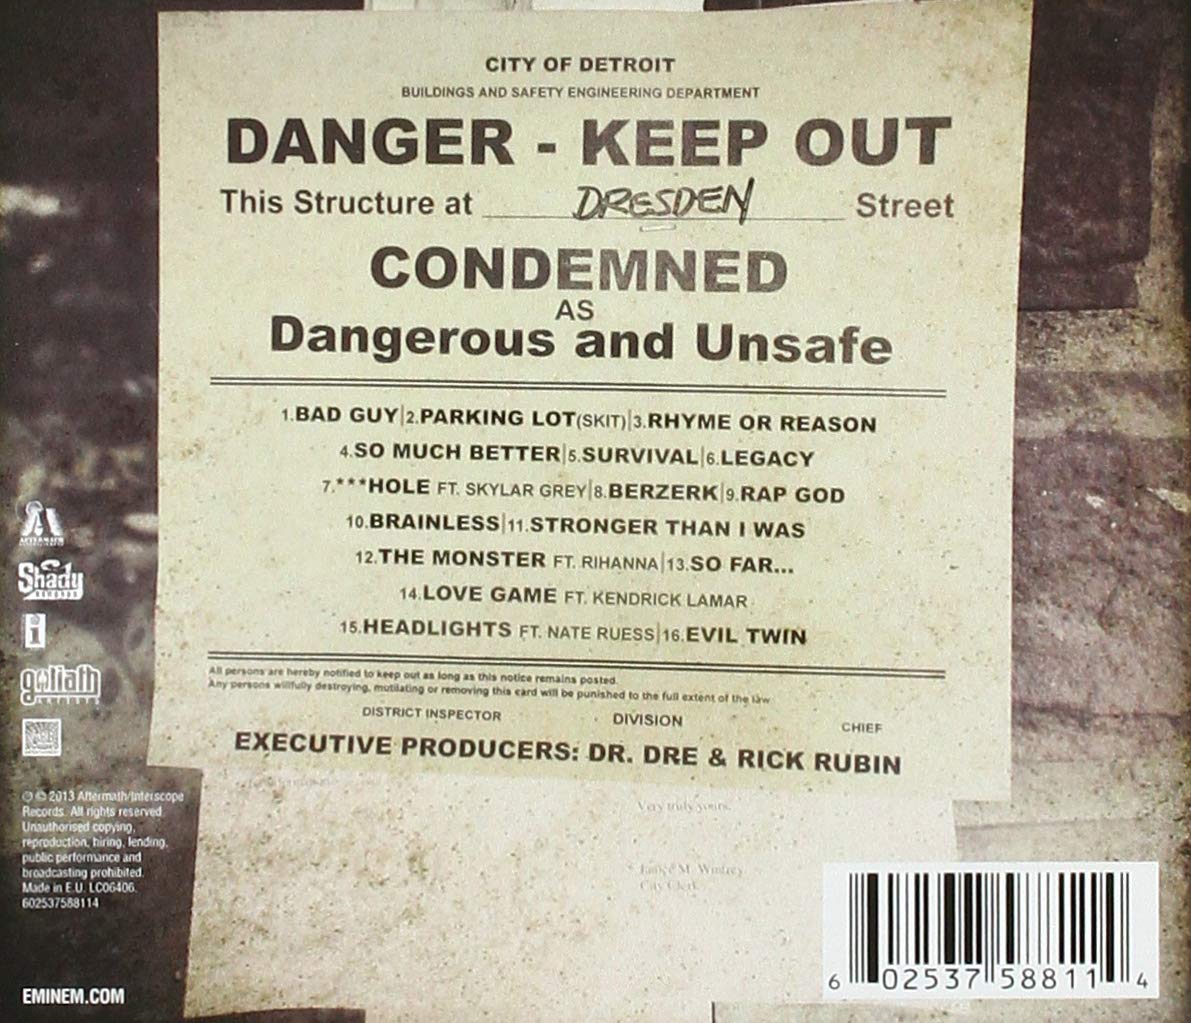 CITY OF DETROIT
BUILDINGS AND SAFETY ENGINEERING DEPARTMENT
DANGER - KEEP OUT
This Structure at DRESDEN Street
CONDEMNED
AS
Dangerous and Unsafe
1.BAD GUY|2.PARKING LOT(SKIT)|3.RHYME OR REASON
4.SO MUCH BETTER|5.SURVIVAL|6.LEGACY
7.***HOLE FT. SKYLAR GREY|8.BERZERK|9.RAP GOD
10.BRAINLESS|11.STRONGER THAN I WAS
12.THE MONSTER FT. RIHANNA|13.SO FAR...
14.LOVE GAME FT. KENDRICK LAMAR
15.HEADLIGHTS FT. NATE RUESS|16.EVIL TWIN
All persons are hereby notified to keep out as long as this notice remains posted.
Any persons willfully destroying, mutilating or removing this card will be punished to the full extent of the law
DISTRICT INSPECTOR DIVISION CHIEF
EXECUTIVE PRODUCERS: DR. DRE & RICK RUBIN
Very truly yours,
Janice M. Winfrey
City Clerk
AFTERMATH
ENTERTAINMENT
Shady
RECORDS
i
goliath
ARTISTS
℗ © 2013 Aftermath/Interscope
Records. All rights reserved.
Unauthorised copying,
reproduction, hiring, lending,
public performance and
broadcasting prohibited.
Made in E.U. LC06406.
602537588114
EMINEM.COM
6 02537 58811 4